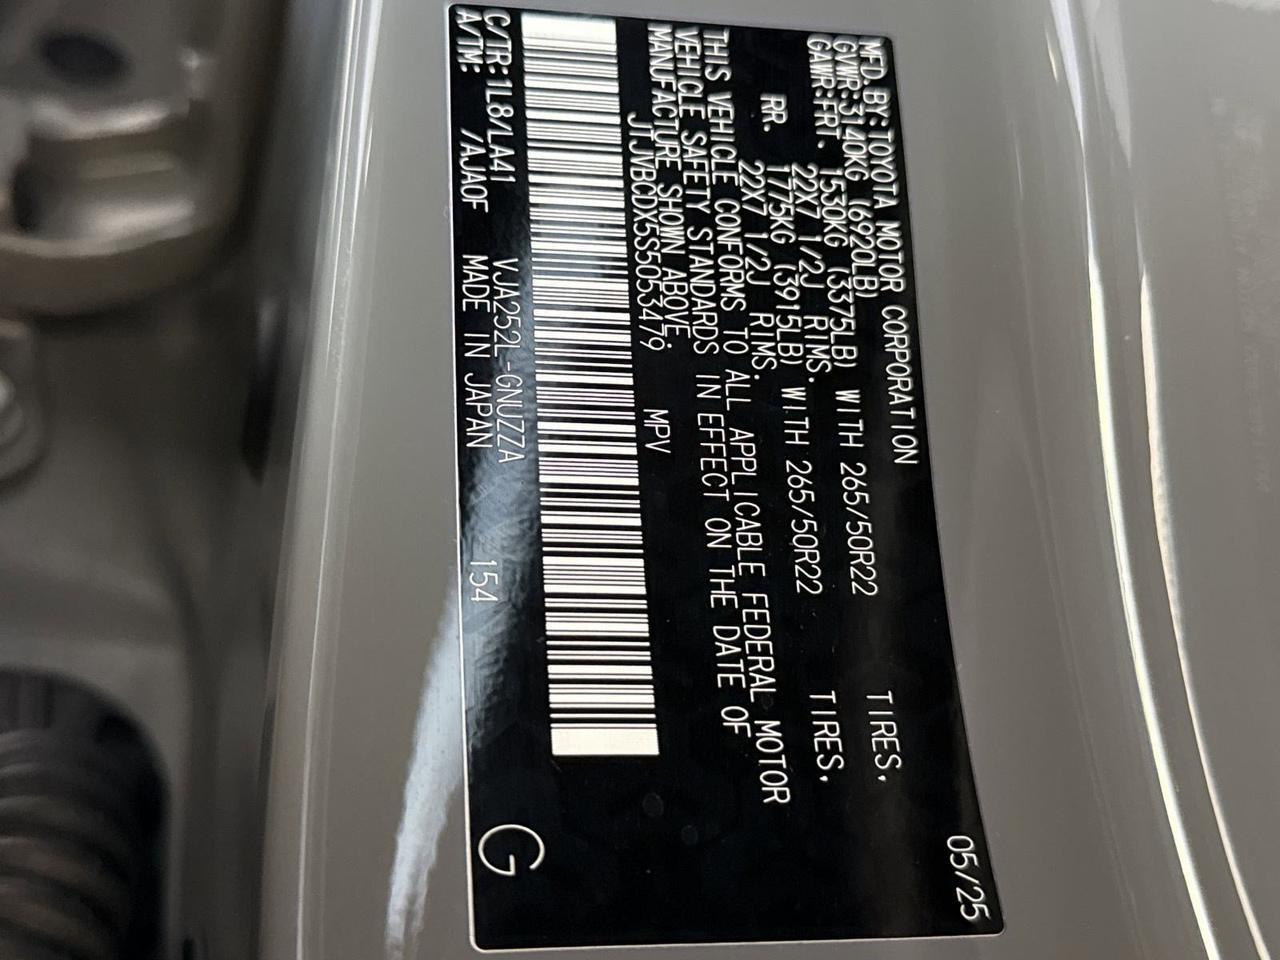 MFD. BY: TOYOTA MOTOR CORPORATION 05/25
GVWR: 3140KG (6920LB)
GAWR: FRT. 1530KG (3375LB) WITH 265/50R22 TIRES,
22X7 1/2J RIMS.
RR. 1775KG (3915LB) WITH 265/50R22 TIRES,
22X7 1/2J RIMS.
THIS VEHICLE CONFORMS TO ALL APPLICABLE FEDERAL MOTOR
VEHICLE SAFETY STANDARDS IN EFFECT ON THE DATE OF
MANUFACTURE SHOWN ABOVE.
JTJVBCDX5S5053479 MPV
C/TR: 1L8/LA41 VJA252L-GNUZZA
A/TM: /AJA0F MADE IN JAPAN 154
G